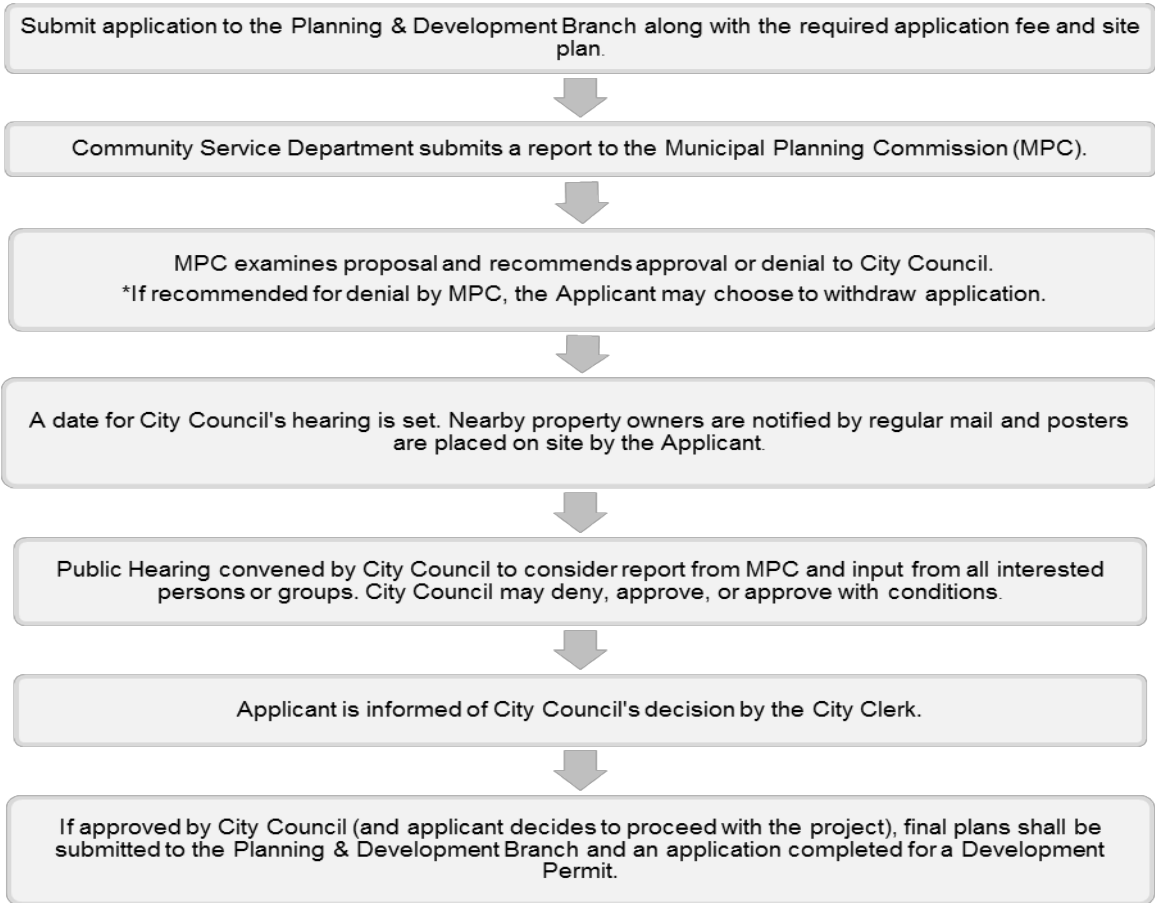 Submit application to the Planning & Development Branch along with the required application fee and site
plan.
Community Service Department submits a report to the Municipal Planning Commission (MPC).
MPC examines proposal and recommends approval or denial to City Council.
*If recommended for denial by MPC, the Applicant may choose to withdraw application.
A date for City Council's hearing is set. Nearby property owners are notified by regular mail and posters
are placed on site by the Applicant.
Public Hearing convened by City Council to consider report from MPC and input from all interested
persons or groups. City Council may deny, approve, or approve with conditions.
Applicant is informed of City Council's decision by the City Clerk.
If approved by City Council (and applicant decides to proceed with the project), final plans shall be
submitted to the Planning & Development Branch and an application completed for a Development
Permit.